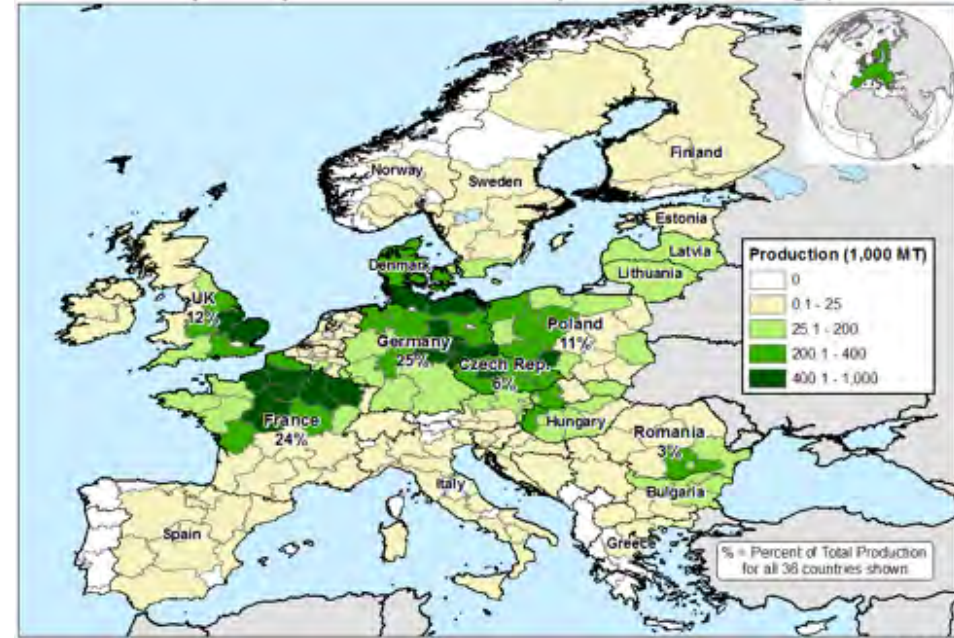 Finland
Norway
Sweden
Estonia
Latvia
Lithuania
Denmark
UK
12%
Poland
11%
Germany
25%
Czech Rep.
6%
France
24%
Hungary
Romania
3%
Bulgaria
Italy
Spain
Greece
Production (1,000 MT)
0
0.1 - 25
25.1 - 200
200.1 - 400
400.1 - 1,000
% = Percent of Total Production
for all 36 countries shown